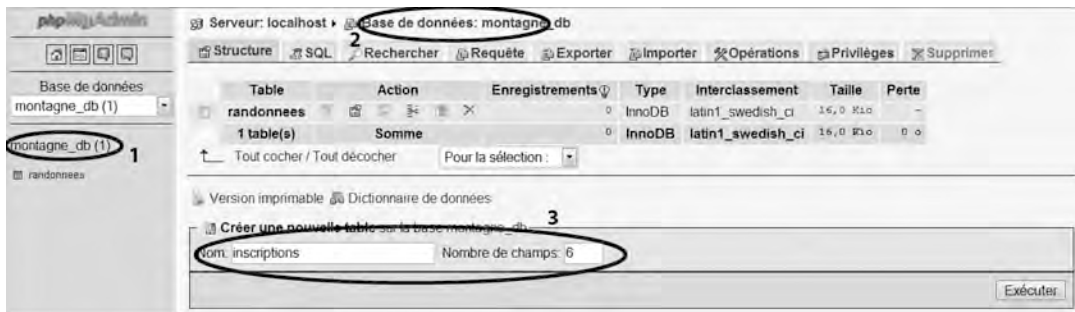 phpMyAdmin
Base de données
montagne_db (1)
montagne_db (1)
1
randonnees
Serveur: localhost ▸ Base de données: montagne_db
2
Structure SQL Rechercher Requête Exporter Importer Opérations Privilèges Supprimer
Table Action Enregistrements Type Interclassement Taille Perte
randonnees 0 InnoDB latin1_swedish_ci 16,0 Kio -
1 table(s) Somme 0 InnoDB latin1_swedish_ci 16,0 Kio 0 o
Tout cocher / Tout décocher Pour la sélection :
Version imprimable Dictionnaire de données
3
Créer une nouvelle table sur la base montagne_db
Nom: inscriptions Nombre de champs: 6
Exécuter